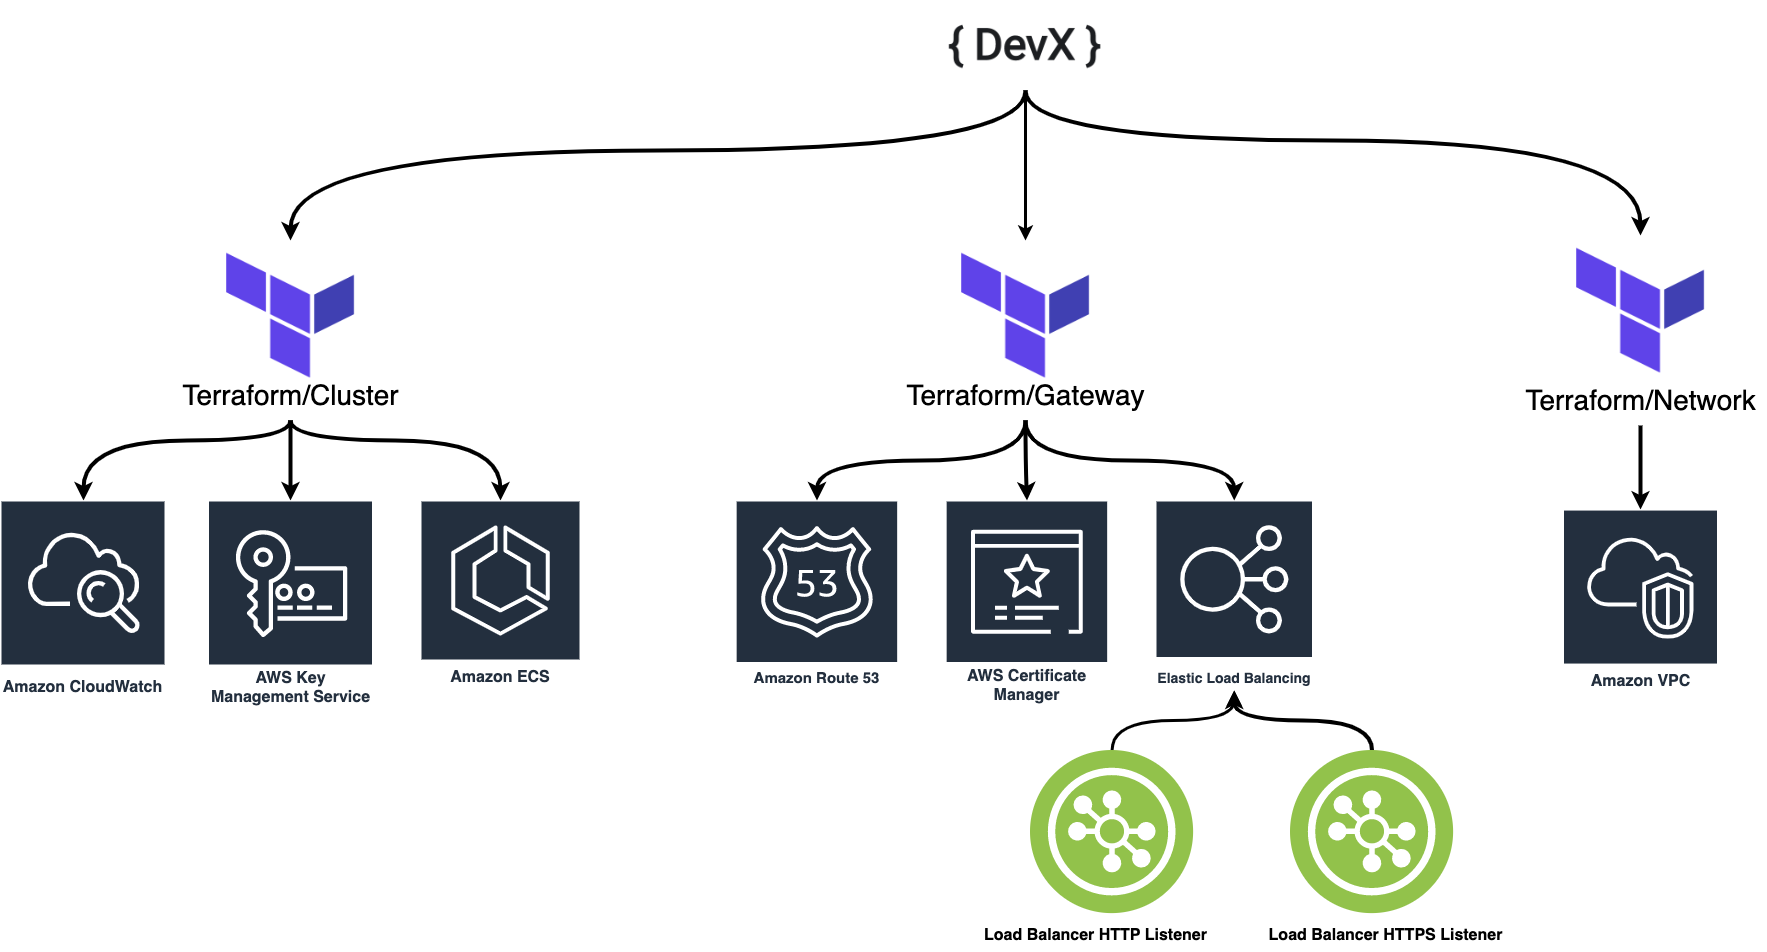 { DevX }
Terraform/Cluster
Terraform/Gateway
Terraform/Network
53
Amazon CloudWatch
AWS Key
Management Service
Amazon ECS
Amazon Route 53
AWS Certificate
Manager
Elastic Load Balancing
Amazon VPC
Load Balancer HTTP Listener
Load Balancer HTTPS Listener